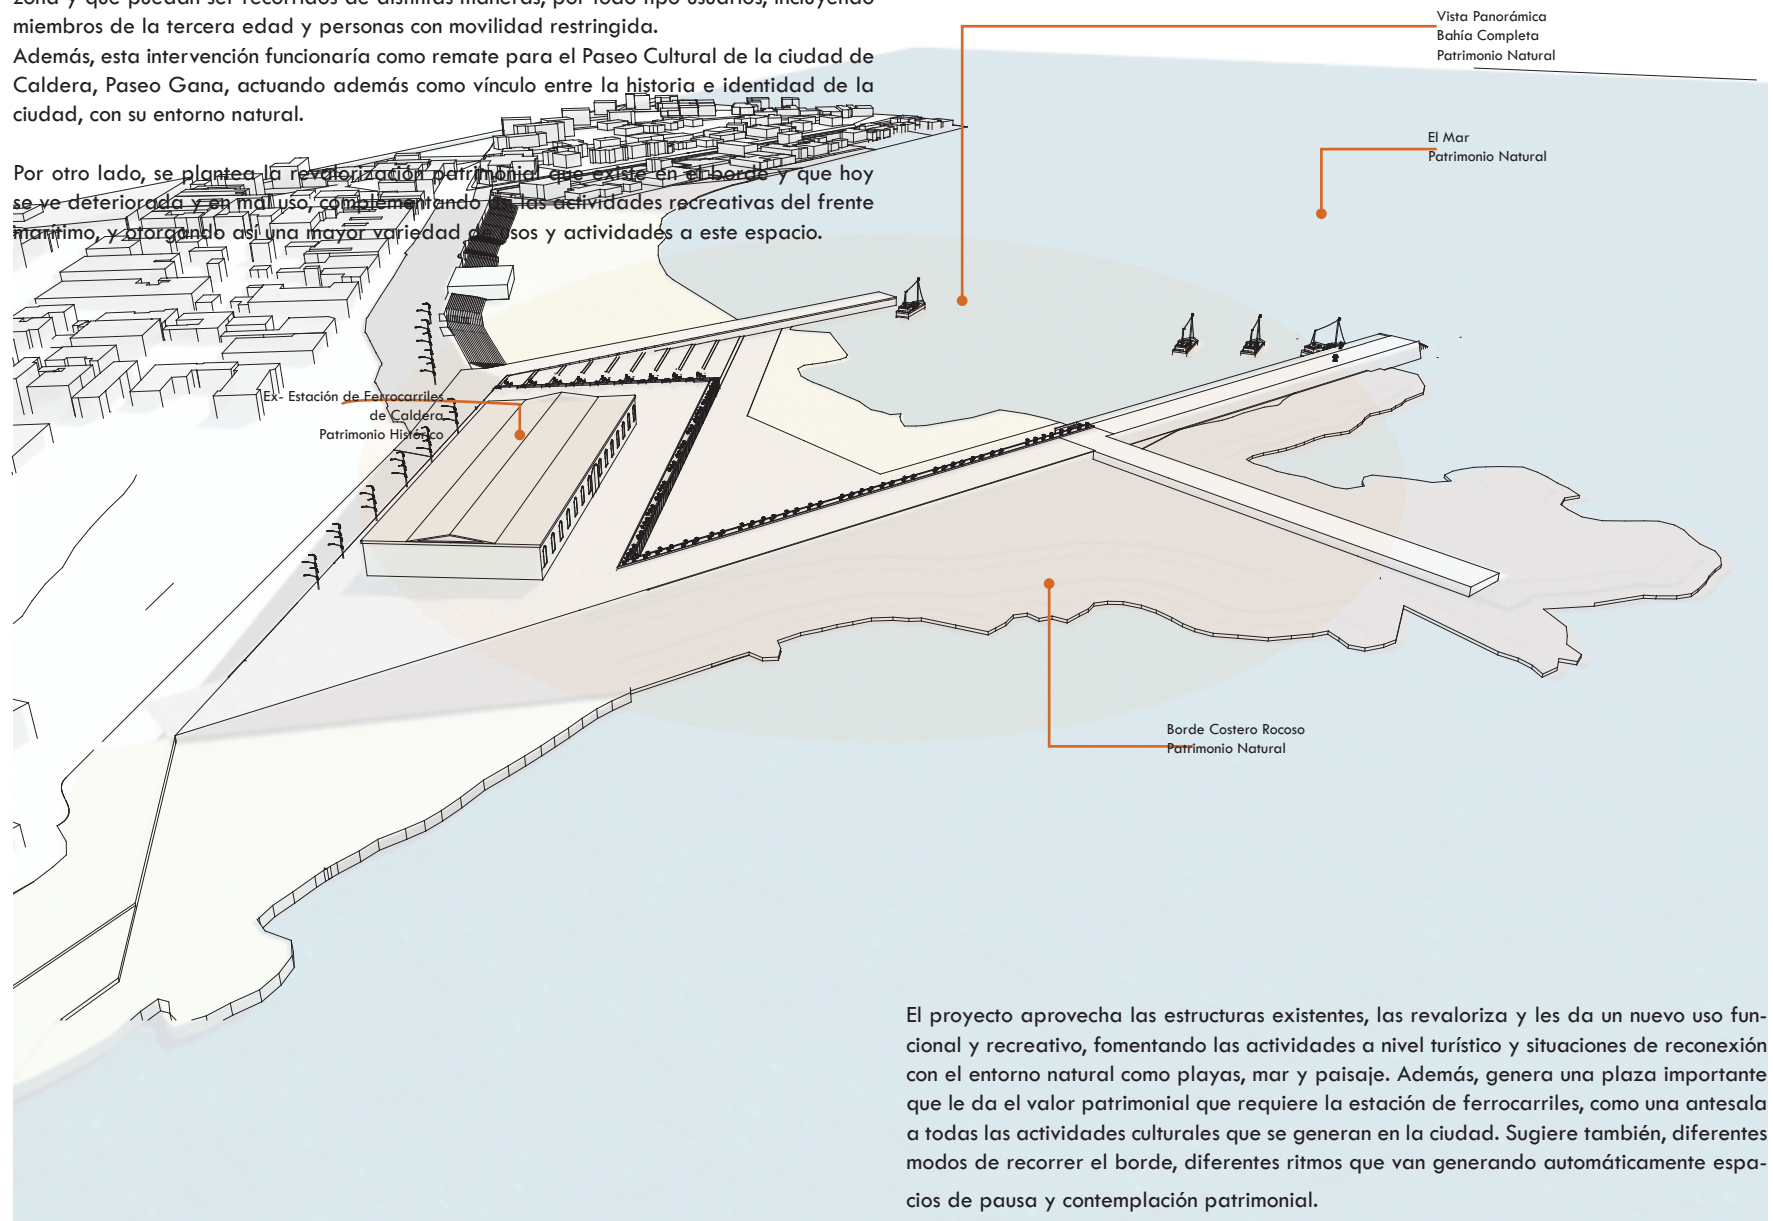 zona y que puedan ser recorridos de distintas maneras, por todo tipo usuarios, incluyendo
miembros de la tercera edad y personas con movilidad restringida.
Además, esta intervención funcionaría como remate para el Paseo Cultural de la ciudad de
Caldera, Paseo Gana, actuando además como vínculo entre la historia e identidad de la
ciudad, con su entorno natural.
Por otro lado, se plantea la revalorización patrimonial que existe en el borde y que hoy
se ve deteriorada y en mal uso, complementando así las actividades recreativas del frente
marítimo, y otorgando así una mayor variedad de usos y actividades a este espacio.
Vista Panorámica
Bahía Completa
Patrimonio Natural
El Mar
Patrimonio Natural
Ex- Estación de Ferrocarriles
de Caldera
Patrimonio Histórico
Borde Costero Rocoso
Patrimonio Natural
El proyecto aprovecha las estructuras existentes, las revaloriza y les da un nuevo uso fun-
cional y recreativo, fomentando las actividades a nivel turístico y situaciones de reconexión
con el entorno natural como playas, mar y paisaje. Además, genera una plaza importante
que le da el valor patrimonial que requiere la estación de ferrocarriles, como una antesala
a todas las actividades culturales que se generan en la ciudad. Sugiere también, diferentes
modos de recorrer el borde, diferentes ritmos que van generando automáticamente espa-
cios de pausa y contemplación patrimonial.